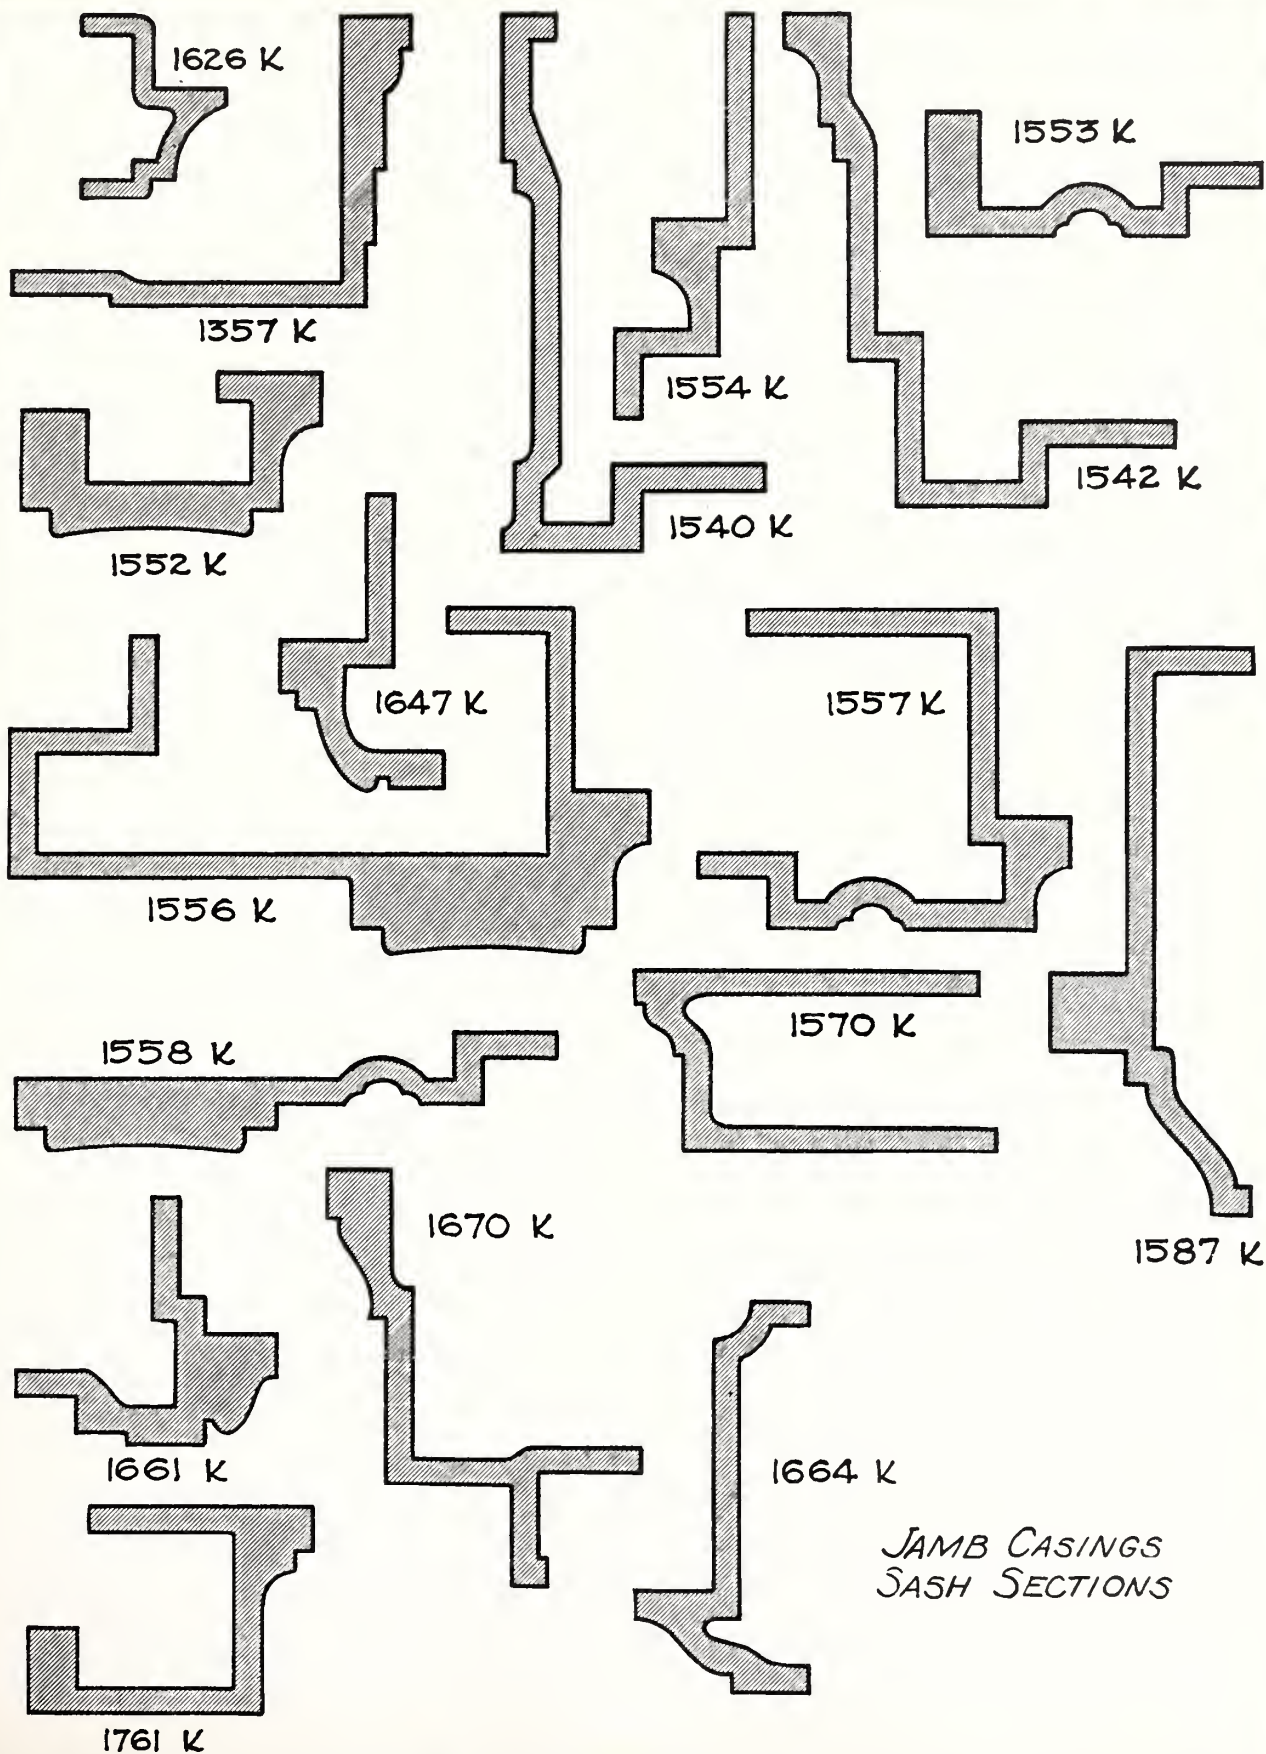 1626 K
1553 K
1357 K
1554 K
1542 K
1540 K
1552 K
1647 K
1557 K
1556 K
1570 K
1558 K
1670 K
1587 K
1661 K
1664 K
JAMB CASINGS
SASH SECTIONS
1761 K